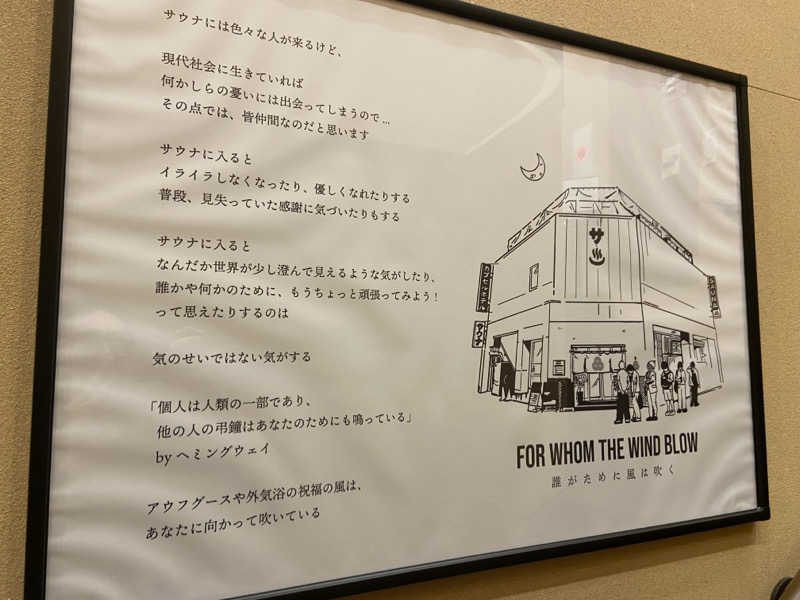 サウナには色々な人が来るけど、
現代社会に生きていれば
何かしらの憂いには出会ってしまうので...
その点では、皆仲間なのだと思います
サウナに入ると
イライラしなくなったり、優しくなれたりする
普段、見失っていた感謝に気づいたりもする
サウナに入ると
なんだか世界が少し澄んで見えるような気がしたり、
誰かや何かのために、もうちょっと頑張ってみよう!
って思えたりするのは
気のせいではない気がする
「個人は人類の一部であり、
他の人の弔鐘はあなたのためにも鳴っている」
by ヘミングウェイ
アウフグースや外気浴の祝福の風は、
あなたに向かって吹いている
サ
カプセルホテル
サウナ
FOR WHOM THE WIND BLOW
誰がために風は吹く